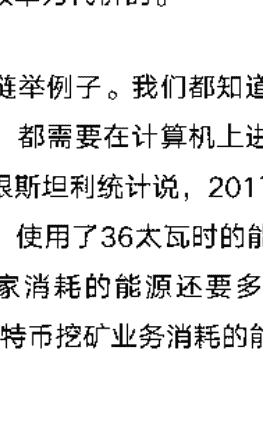 链举例子。我们都知道
都需要在计算机上进
斯坦利统计说，201
使用了36太瓦时的能
家消耗的能源还要多
特币挖矿业务消耗的能